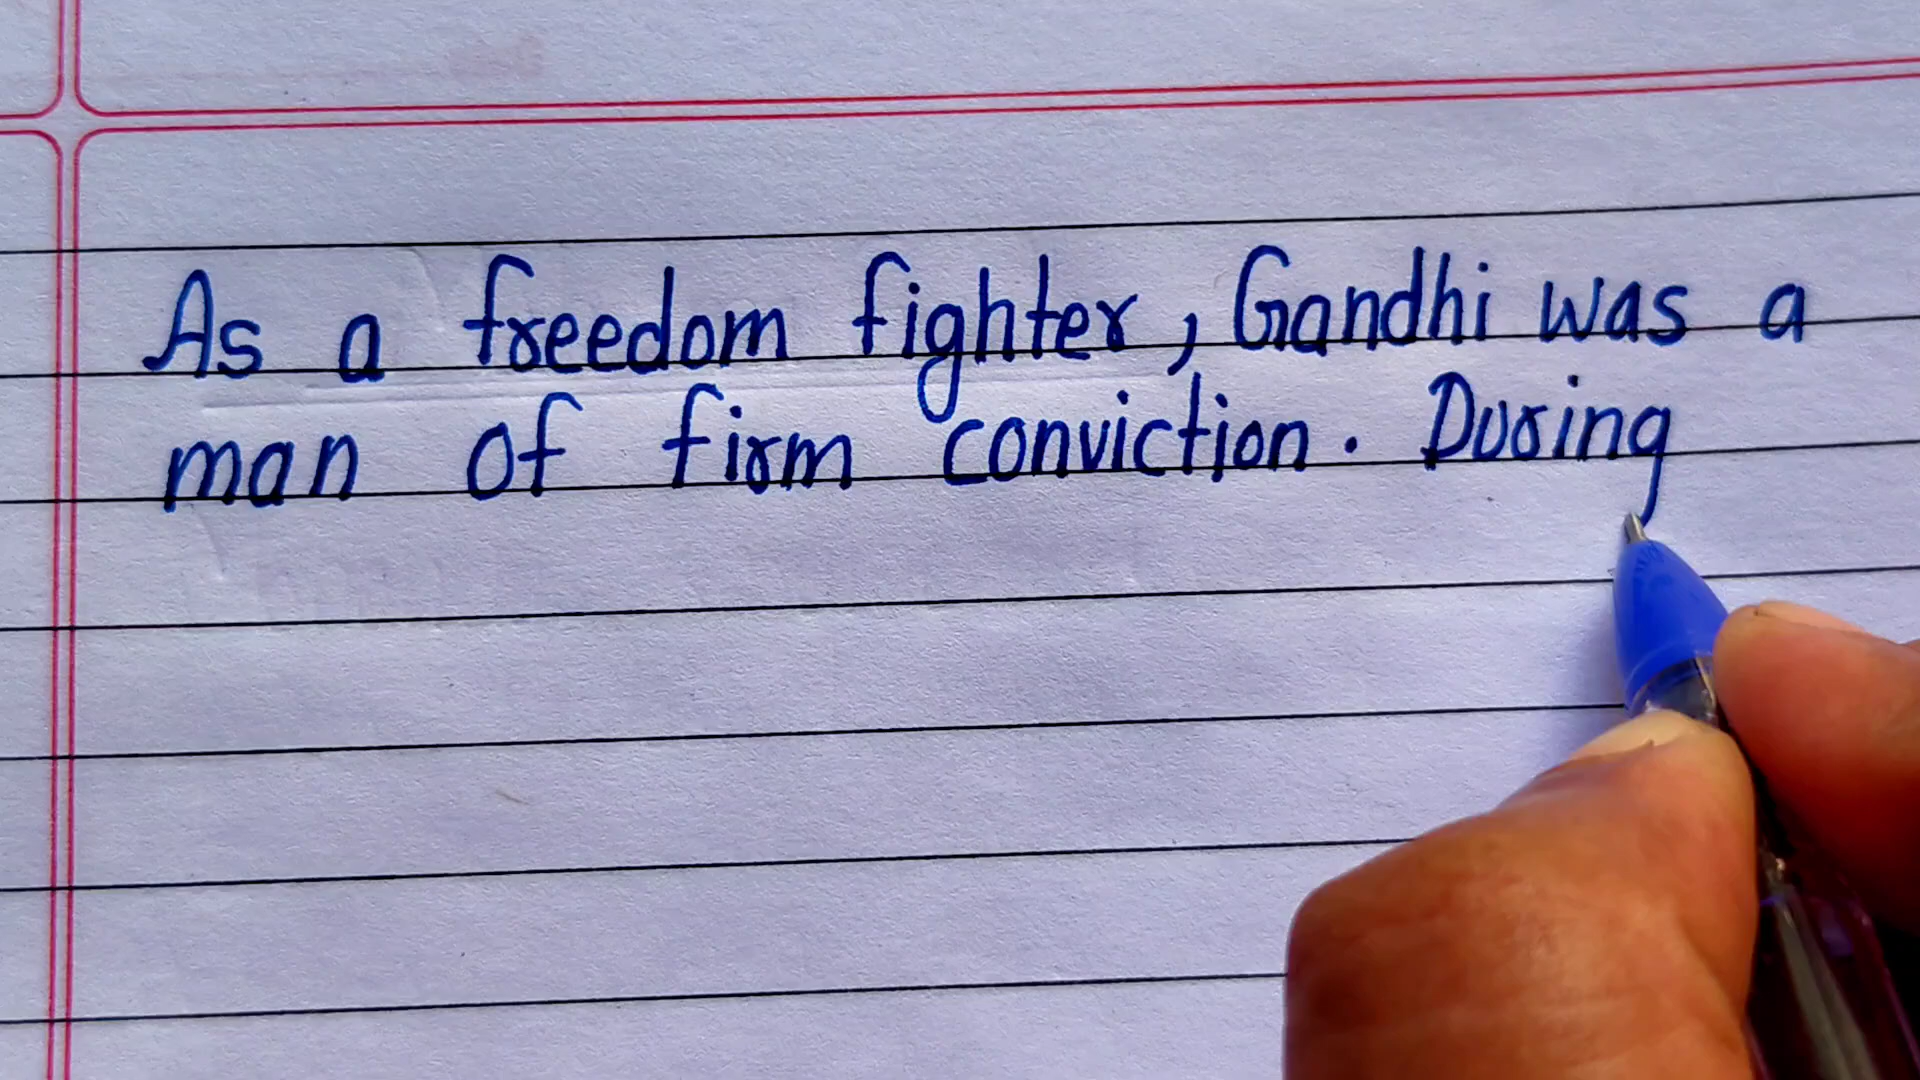 As a freedom fighter, Gandhi was a
man of firm conviction. During